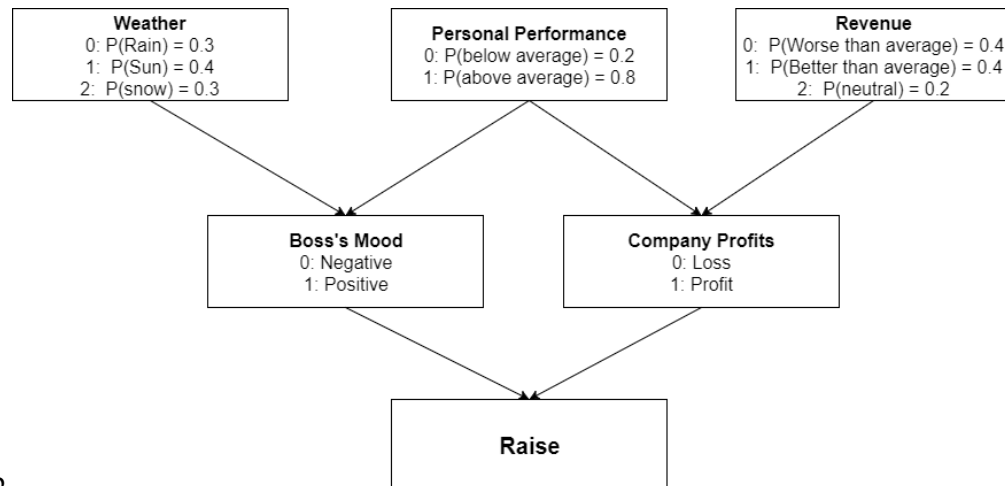 Weather
0: P(Rain) = 0.3
1: P(Sun) = 0.4
2: P(snow) = 0.3
Personal Performance
0: P(below average) = 0.2
1: P(above average) = 0.8
Revenue
0: P(Worse than average) = 0.4
1: P(Better than average) = 0.4
2: P(neutral) = 0.2
Boss's Mood
0: Negative
1: Positive
Company Profits
0: Loss
1: Profit
Raise